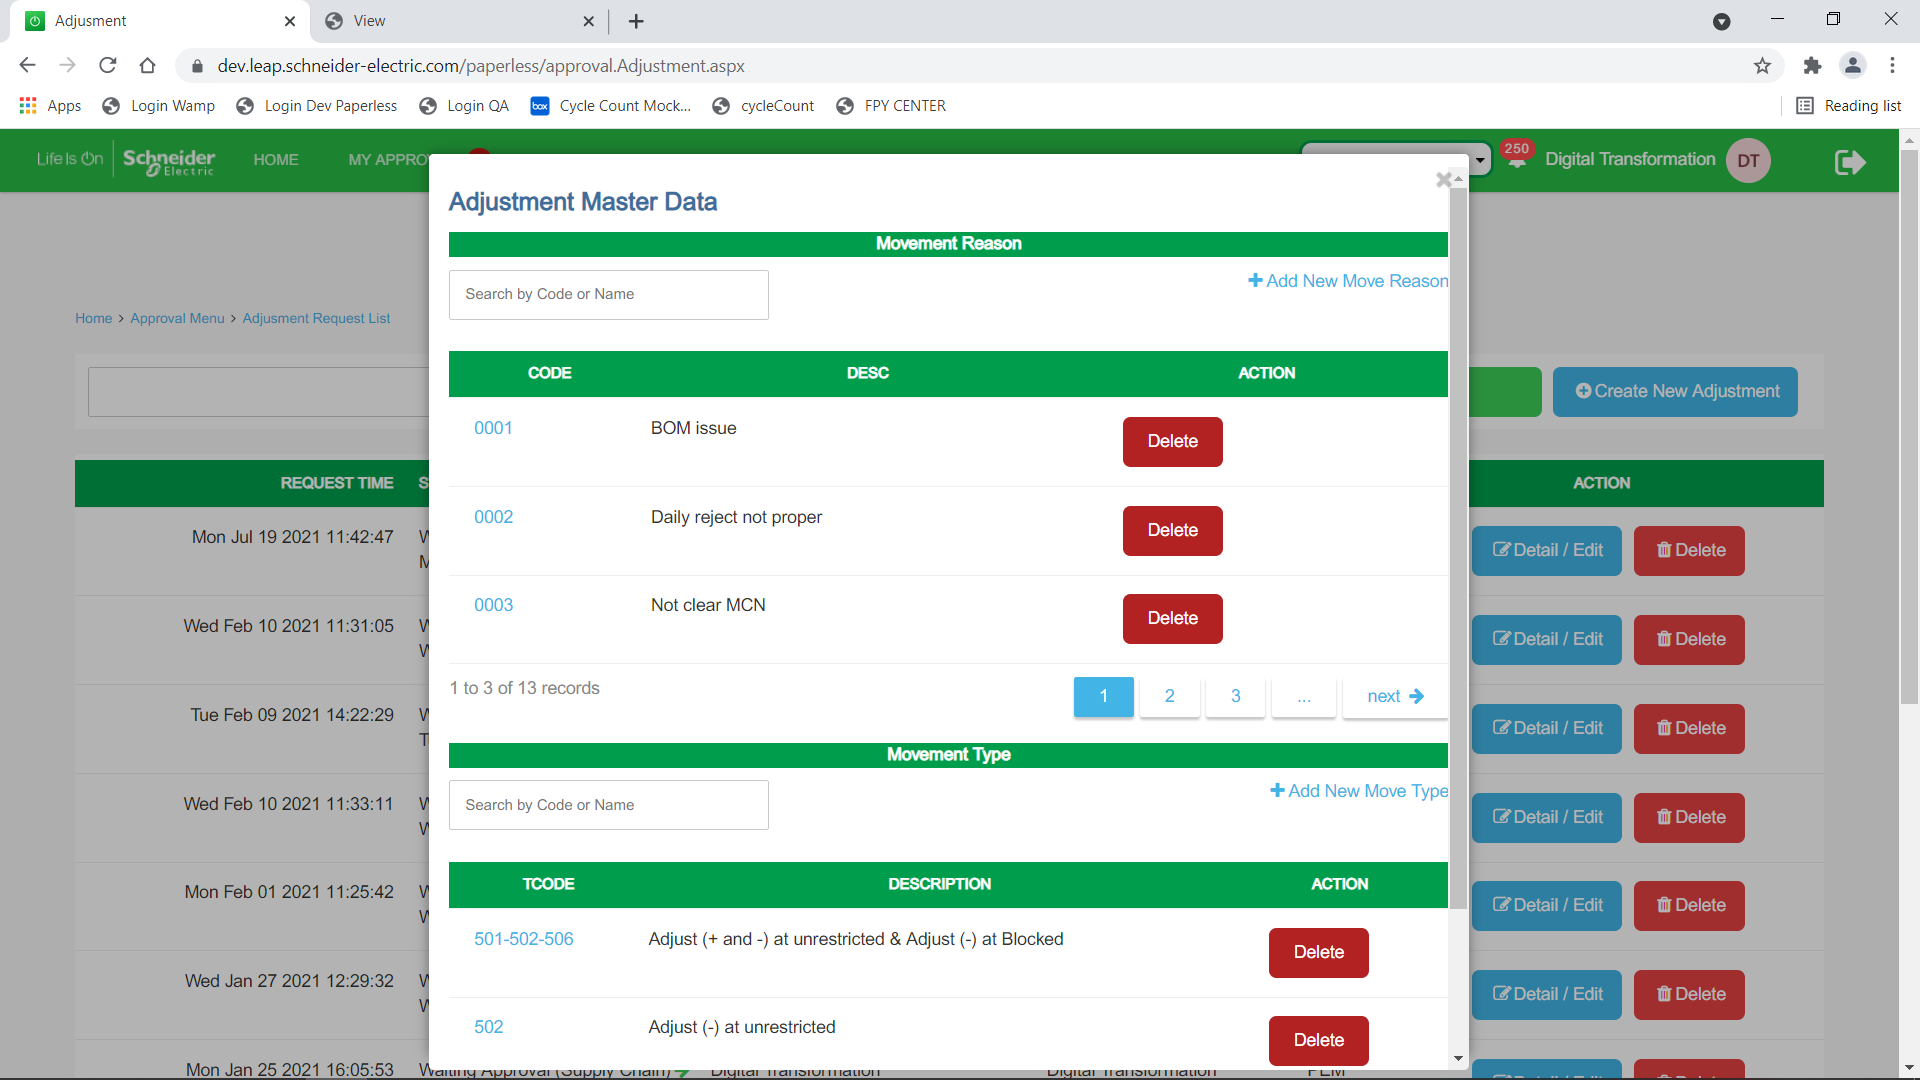 Adjusment
View
dev.leap.schneider-electric.com/paperless/approval.Adjustment.aspx
Apps
Login Wamp
Login Dev Paperless
Login QA
box
Cycle Count Mock...
cycleCount
FPY CENTER
Reading list
Life Is On
Schneider
Electric
HOME
MY APPRO
250
Digital Transformation
DT
Adjustment Master Data
Movement Reason
Search by Code or Name
Add New Move Reason
Home > Approval Menu > Adjusment Request List
Create New Adjustment
CODE DESC ACTION
0001 BOM issue Delete
0002 Daily reject not proper Delete
0003 Not clear MCN Delete
1 to 3 of 13 records
1 2 3 ... next
Movement Type
Search by Code or Name
Add New Move Type
TCODE DESCRIPTION ACTION
501-502-506 Adjust (+ and -) at unrestricted & Adjust (-) at Blocked Delete
502 Adjust (-) at unrestricted Delete
REQUEST TIME S ACTION
Mon Jul 19 2021 11:42:47 W Detail / Edit Delete
M
Wed Feb 10 2021 11:31:05 W Detail / Edit Delete
W
Tue Feb 09 2021 14:22:29 W Detail / Edit Delete
T
Wed Feb 10 2021 11:33:11 W Detail / Edit Delete
W
Mon Feb 01 2021 11:25:42 W Detail / Edit Delete
W
Wed Jan 27 2021 12:29:32 W Detail / Edit Delete
W
Mon Jan 25 2021 16:05:53 Waiting Approval (Supply Chain) Digital Transformation Digital Transformation PEM Detail / Edit Delete